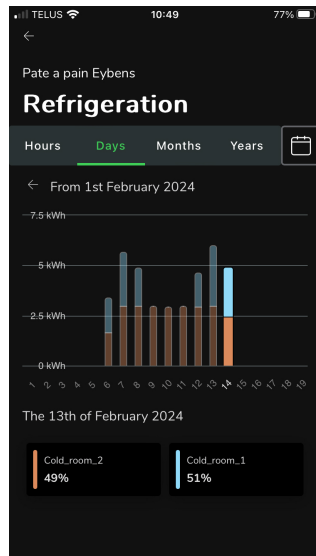 TELUS 10:49 77%
Pate a pain Eybens
Refrigeration
Hours Days Months Years
From 1st February 2024
7.5 kWh
5 kWh
2.5 kWh
0 kWh
1 2 3 4 5 6 7 8 9 10 11 12 13 14 15 16 17 18 19
The 13th of February 2024
Cold_room_2 Cold_room_1
49% 51%